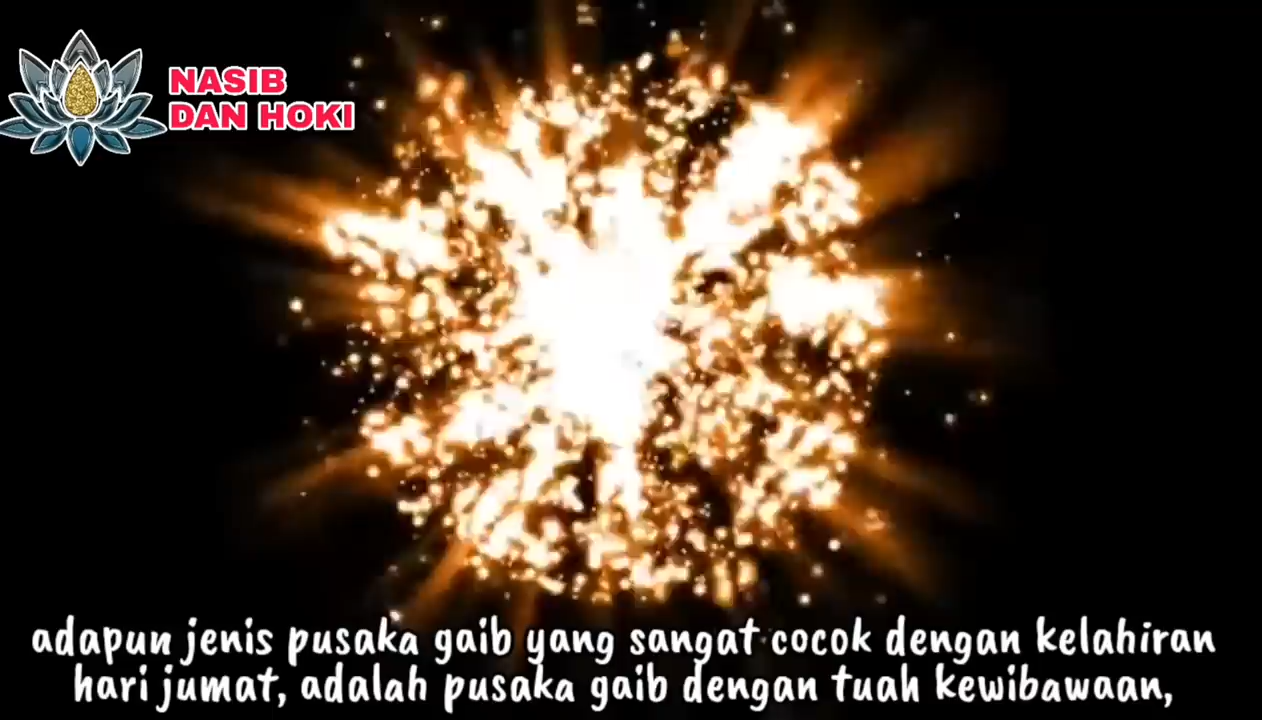 NASIB
DAN HOKI
adapun jenis pusaka gaib yang sangat cocok dengan kelahiran
hari jumat, adalah pusaka gaib dengan tuah kewibawaan,